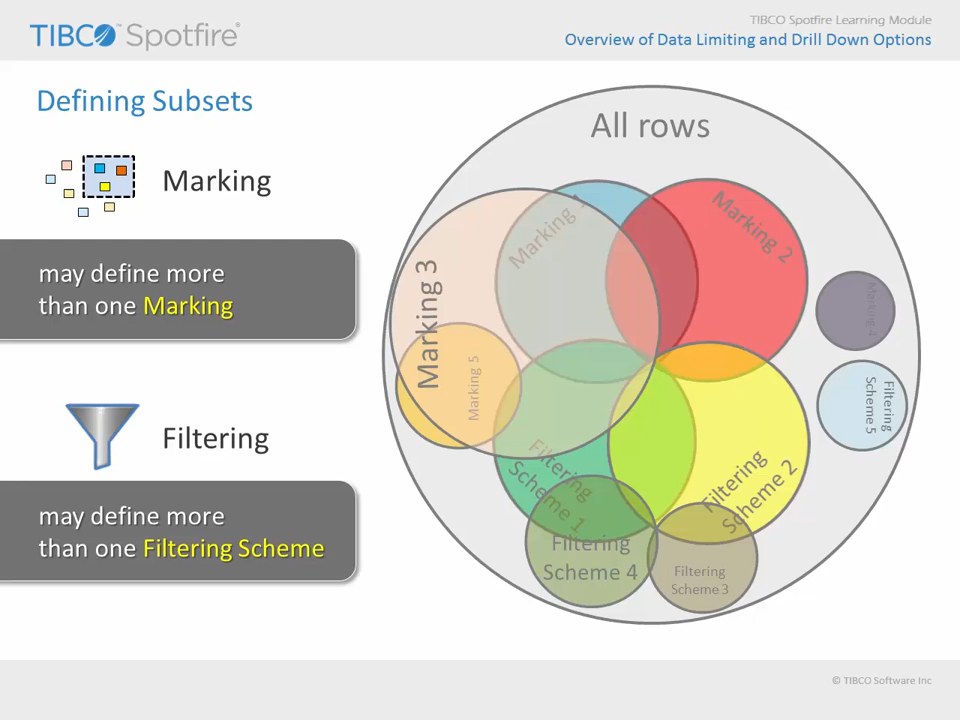 TIBCO™ Spotfire®
TIBCO Spotfire Learning Module
Overview of Data Limiting and Drill Down Options
Defining Subsets
Marking
may define more
than one Marking
Filtering
may define more
than one Filtering Scheme
All rows
Marking 1
Marking 2
Marking 3
Marking 4
Marking 5
Filtering
Scheme 5
Filtering
Scheme 1
Filtering
Scheme 2
Filtering
Scheme 4
Filtering
Scheme 3
© TIBCO Software Inc